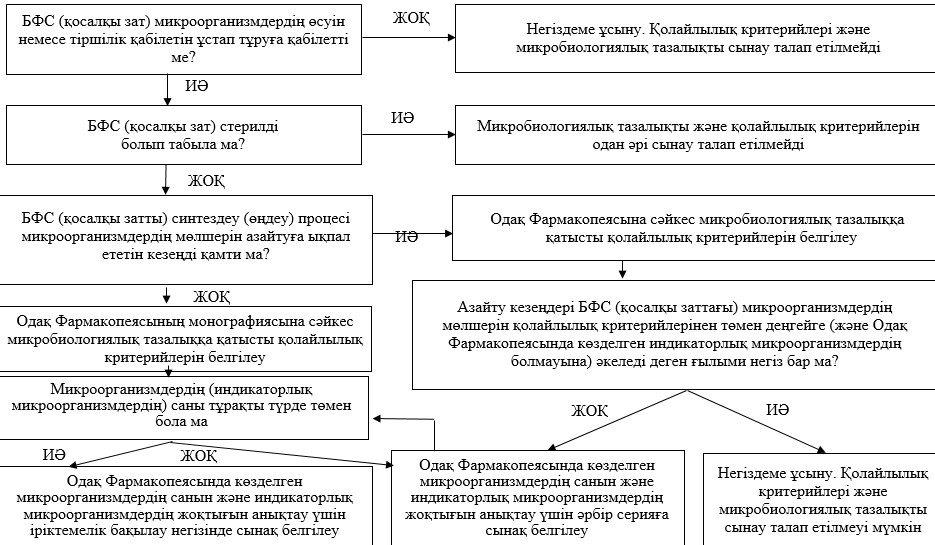 БФС (қосалқы зат) микроорганизмдердің өсуін
немесе тіршілік қабілетін ұстап тұруға қабілетті
ме?
ЖОҚ
Негіздеме ұсыну. Қолайлылық критерийлері және
микробиологиялық тазалықты сынау талап етілмейді
ИӘ
БФС (қосалқы зат) стерилді
болып табыла ма?
ИӘ
Микробиологиялық тазалықты және қолайлылық критерийлерін
одан әрі сынау талап етілмейді
ЖОҚ
БФС (қосалқы затты) синтездеу (өңдеу) процесі
микроорганизмдердің мөлшерін азайтуға ықпал
ететін кезеңді қамти ма?
ИӘ
Одақ Фармакопеясына сәйкес микробиологиялық тазалыққа
қатысты қолайлылық критерийлерін белгілеу
ЖОҚ
Одақ Фармакопеясының монографиясына сәйкес
микробиологиялық тазалыққа қатысты қолайлылық
критерийлерін белгілеу
Азайту кезеңдері БФС (қосалқы заттағы) микроорганизмдердің
мөлшерін қолайлылық критерийлерінен төмен деңгейге (және Одақ
Фармакопеясында көзделген индикаторлық микроорганизмдердің
болмауына) әкеледі деген ғылыми негіз бар ма?
Микроорганизмдердің (индикаторлық
микроорганизмдердің) саны тұрақты түрде төмен
бола ма
ЖОҚ
ИӘ
ИӘ
ЖОҚ
Одақ Фармакопеясында көзделген
микроорганизмдердің санын және индикаторлық
микроорганизмдердің жоқтығын анықтау үшін
іріктемелік бақылау негізінде сынақ белгілеу
Одақ Фармакопеясында көзделген
микроорганизмдердің санын және
индикаторлық микроорганизмдердің
жоқтығын анықтау үшін әрбір серияға
сынақ белгілеу
Негіздеме ұсыну. Қолайлылық
критерийлері және
микробиологиялық тазалықты
сынау талап етілмеуі мүмкін